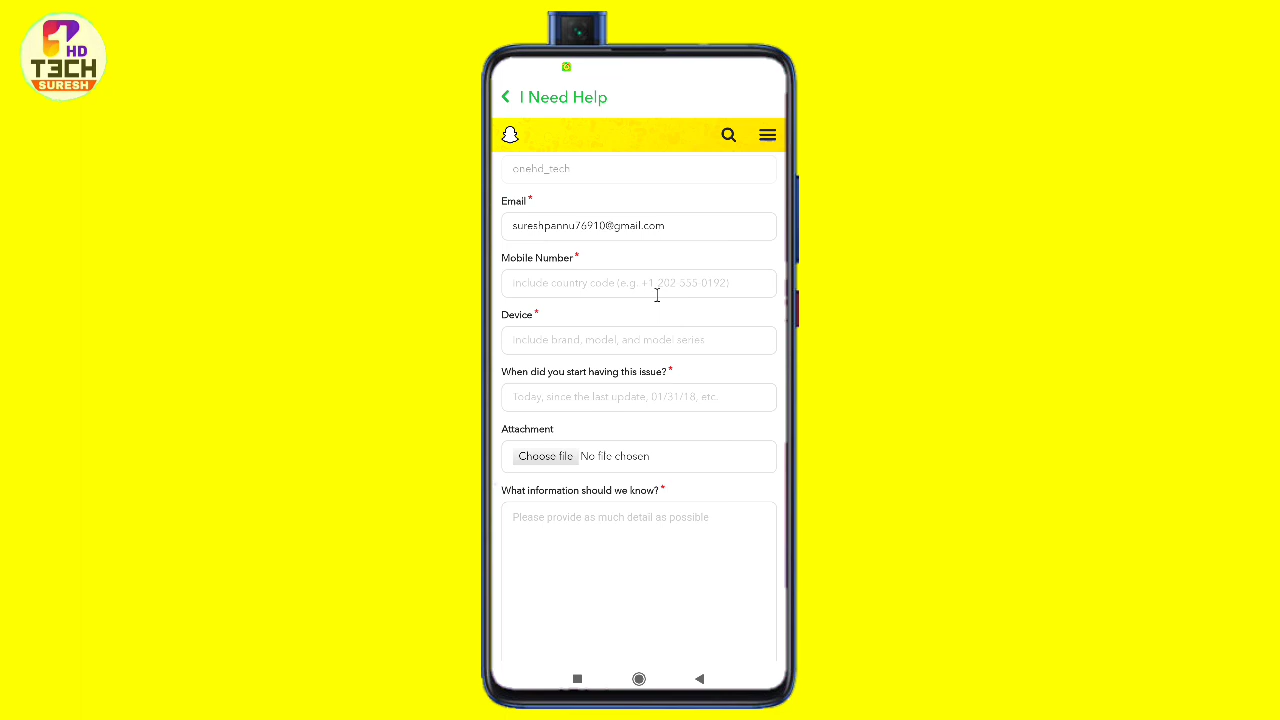 HD
TECH
SURESH
I Need Help
onehd_tech
Email *
sureshpannu76910@gmail.com
Mobile Number *
include country code (e.g. +1 202-555-0192)
Device *
include brand, model, and model series
When did you start having this issue? *
Today, since the last update, 01/31/18, etc.
Attachment
Choose file No file chosen
What information should we know? *
Please provide as much detail as possible